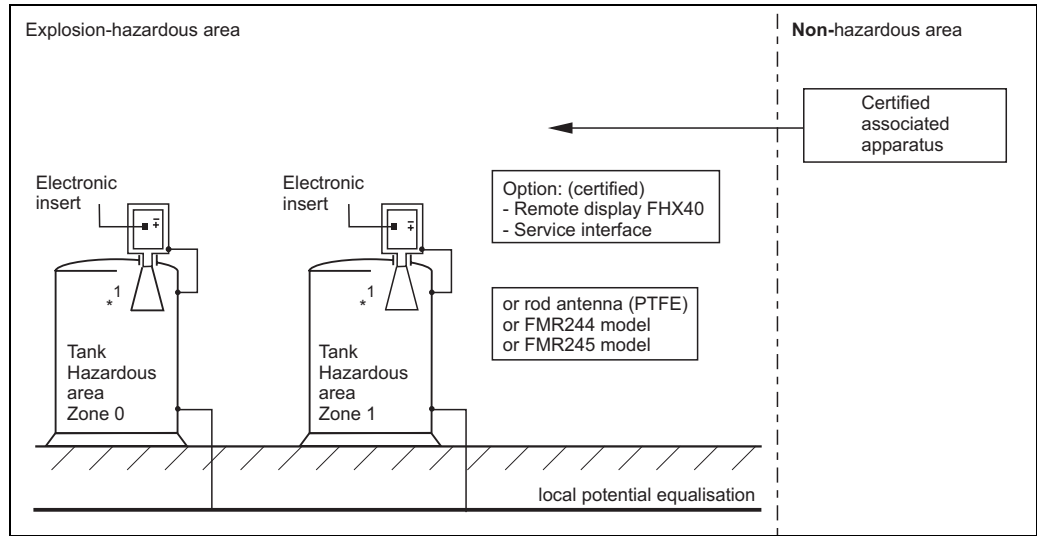 Explosion-hazardous area
Non-hazardous area
Certified
associated
apparatus
Electronic
insert
Electronic
insert
Option: (certified)
- Remote display FHX40
- Service interface
*1
*1
or rod antenna (PTFE)
or FMR244 model
or FMR245 model
Tank
Hazardous
area
Zone 0
Tank
Hazardous
area
Zone 1
local potential equalisation